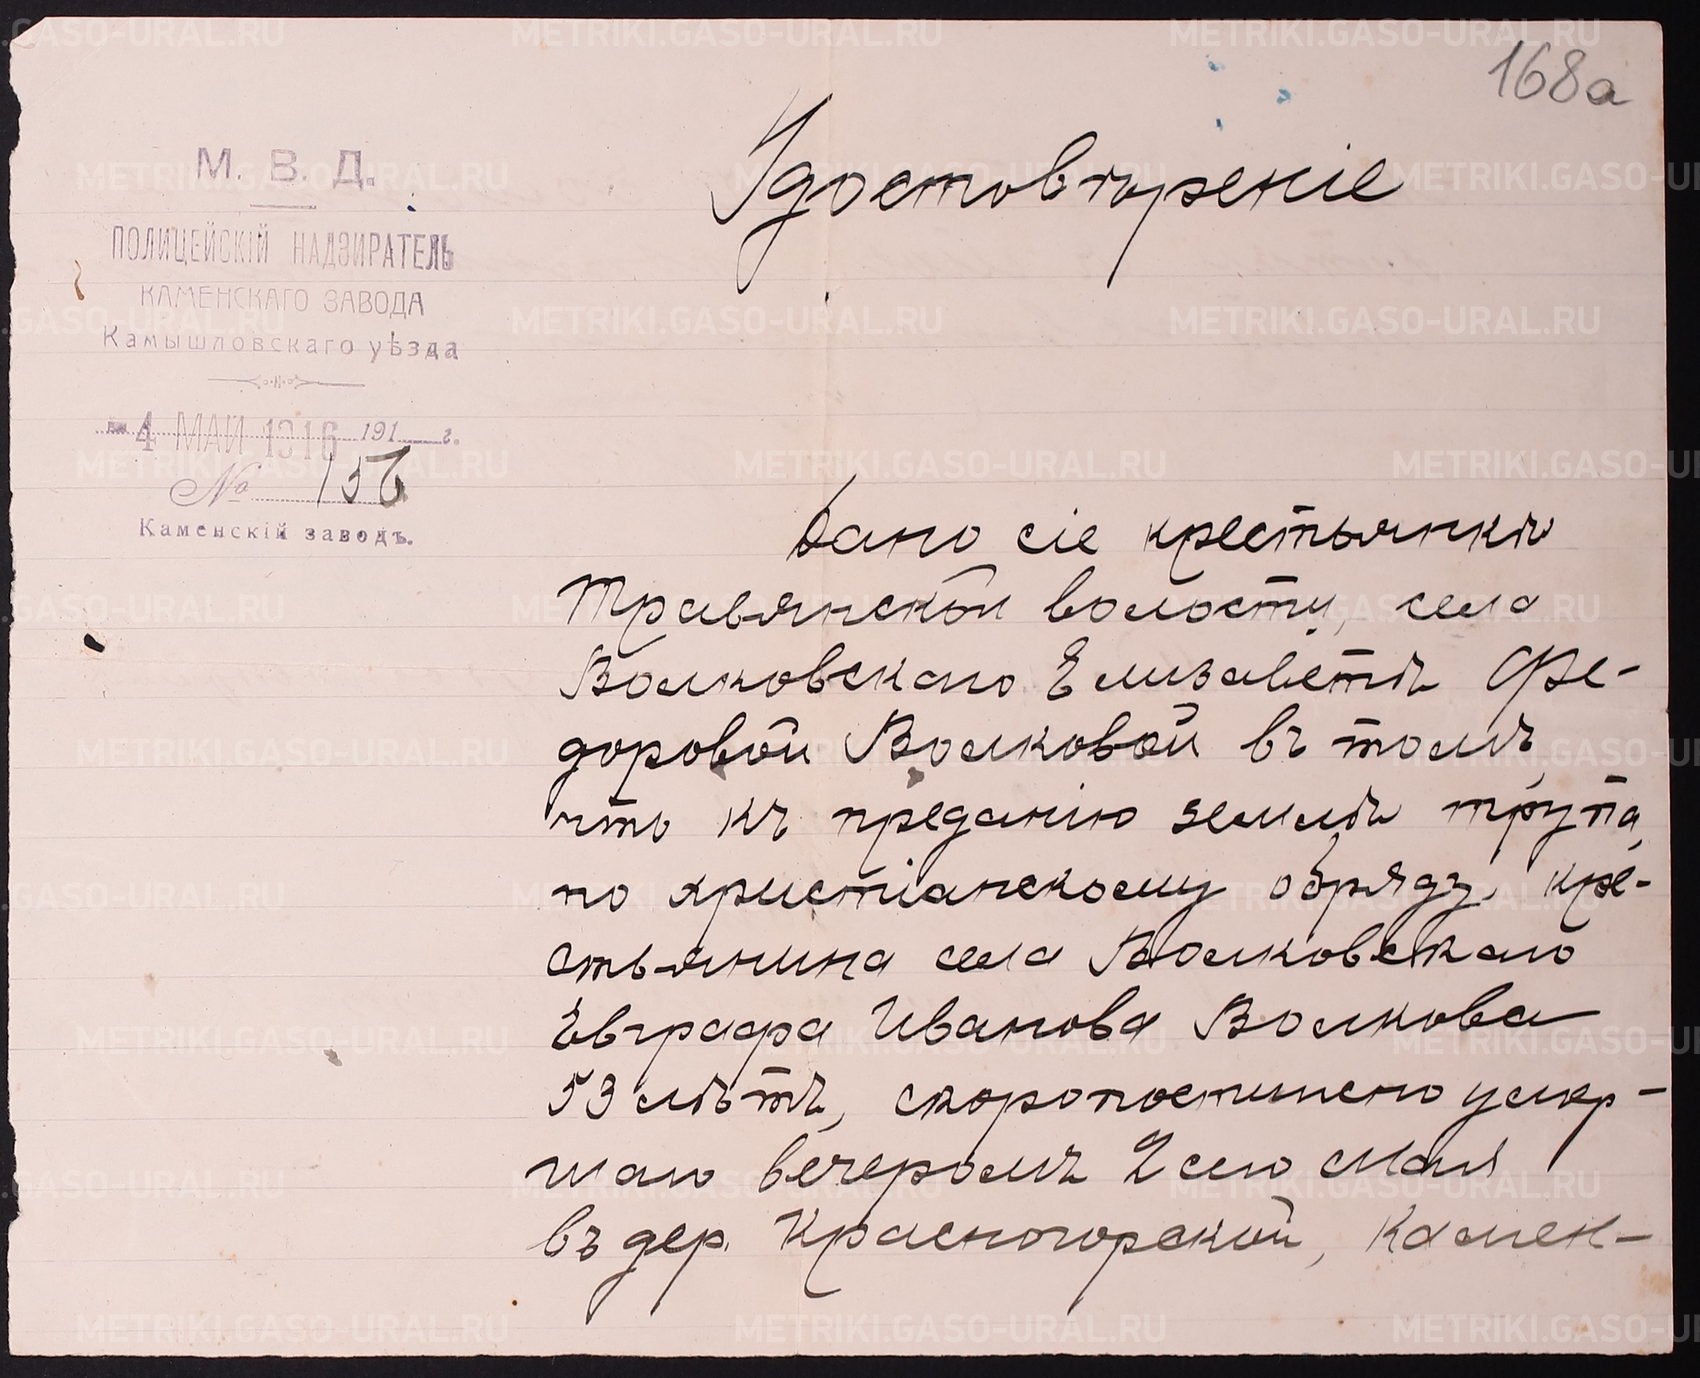 168а
М. В. Д.
ПОЛИЦЕЙСКІЙ НАДЗИРАТЕЛЬ
КАМЕНСКАГО ЗАВОДА
Камышловскаго уѣзда
4 МАЙ 1916 191 г.
№ 156
Каменскій заводъ.
Удостовѣреніе
Дано сіе крестьянкѣ
Травянской волости, села
Волковскаго Елизаветѣ Фе-
доровой Волковой въ томъ,
что къ преданію землѣ трупа
по христіанскому обряду, кре-
стьянина села Волковскаго
Евграфа Иванова Волкова
53 лѣтъ, скоропостижно умер-
шаго вечеромъ 2 сего мая
въ дер. Красногорской, Камен-